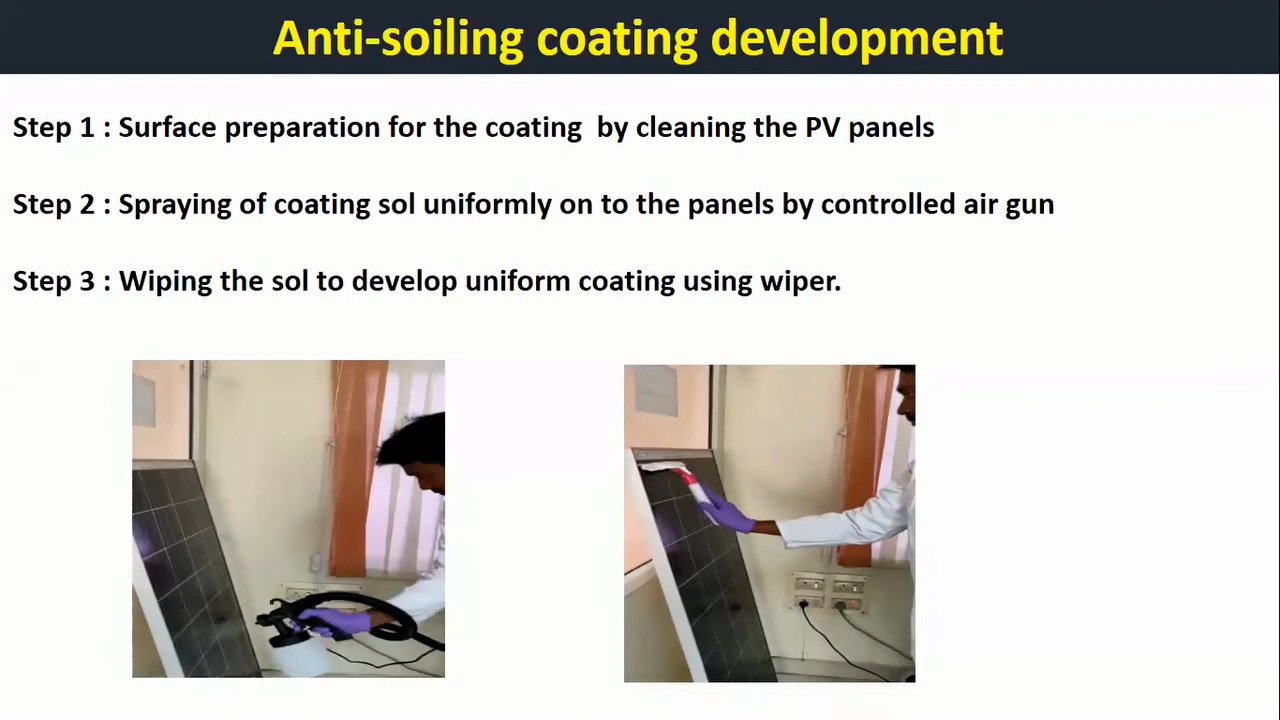 Anti-soiling coating development
Step 1 : Surface preparation for the coating  by cleaning the PV panels
Step 2 : Spraying of coating sol uniformly on to the panels by controlled air gun
Step 3 : Wiping the sol to develop uniform coating using wiper.